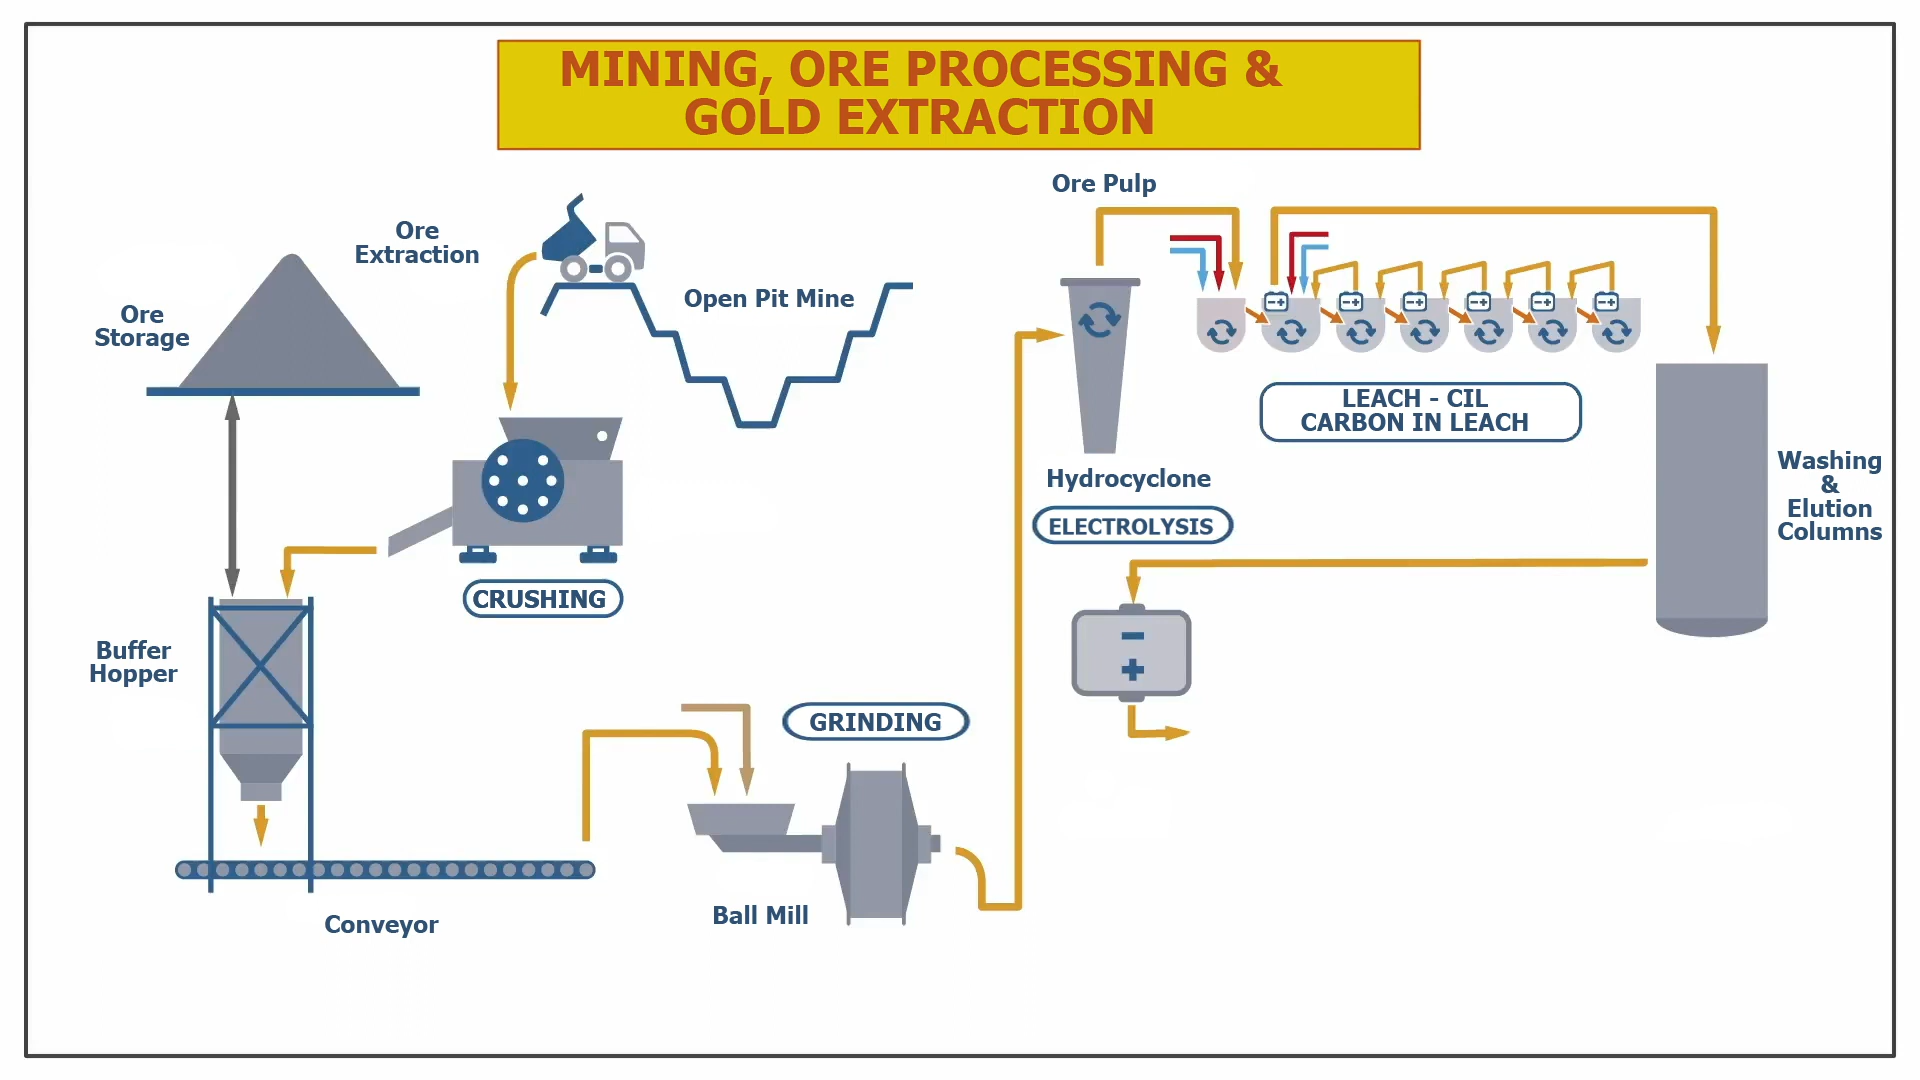 MINING, ORE PROCESSING &
GOLD EXTRACTION
Ore Pulp
Ore
Extraction
Open Pit Mine
Ore
Storage
LEACH - CIL
CARBON IN LEACH
Washing
&
Elution
Columns
Hydrocyclone
ELECTROLYSIS
CRUSHING
Buffer
Hopper
GRINDING
Ball Mill
Conveyor